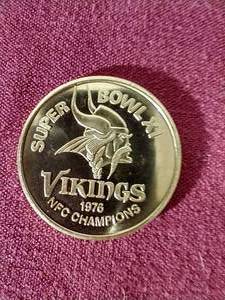 SUPER BOWL XI
VIKINGS
1976
NFC CHAMPIONS